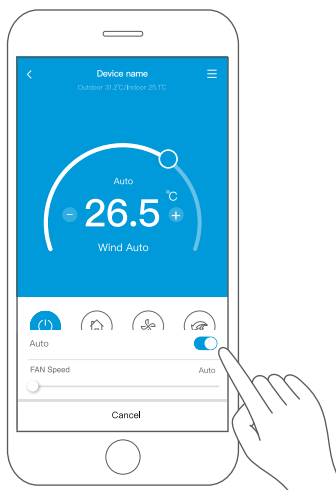 Device name
Outdoor 31.2°C/Indoor 25.1°C
Auto
°C
- 26.5 +
Wind Auto
Auto
FAN Speed Auto
Cancel